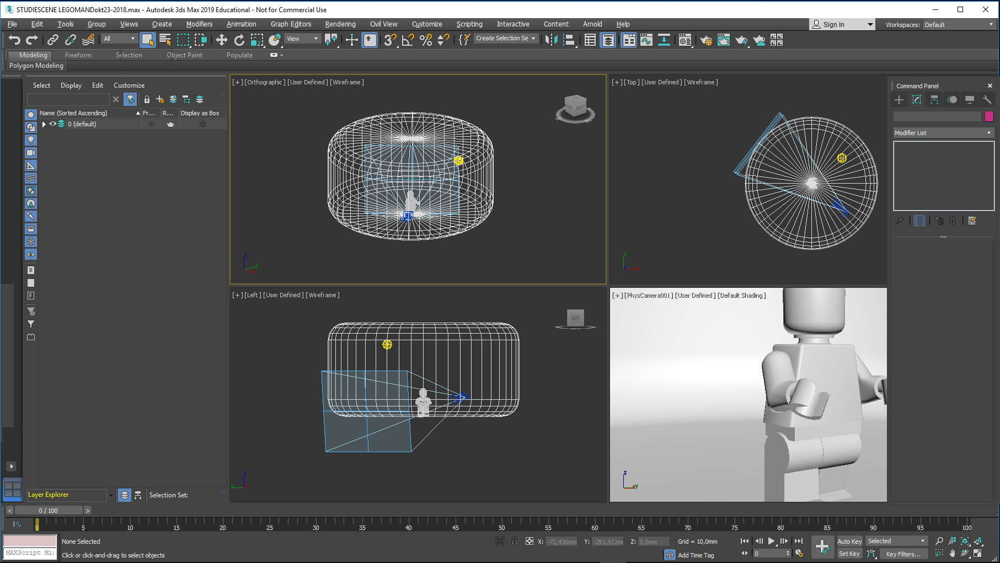 STUDIESCENE LEGOMANDokt23-2018.max - Autodesk 3ds Max 2019 Educational - Not for Commercial Use
File Edit Tools Group Views Create Modifiers Animation Graph Editors Rendering Civil View Customize Scripting Interactive Content Arnold Help Sign In Workspaces: Default
All View Create Selection Se
Modeling Freeform Selection Object Paint Populate
Polygon Modeling
Select Display Edit Customize
Name (Sorted Ascending) Fr... R... Display as Box
0 (default)
[+] [Orthographic] [User Defined] [Wireframe]
z
y
[+] [Top] [User Defined] [Wireframe]
y
[+] [Left] [User Defined] [Wireframe]
LEFT
z
y
[+] [PhysCamera001] [User Defined] [Default Shading]
z
Command Panel
Modifier List
Layer Explorer Selection Set:
< 0 / 100 >
0 5 10 15 20 25 30 35 40 45 50 55 60 65 70 75 80 85 90 95 100
None Selected X: -72,436mm Y: -291,922m Z: 0,0mm Grid = 10,0mm Auto Key Selected
MAXScript Mi Click or click-and-drag to select objects Add Time Tag 0 Set Key Key Filters...